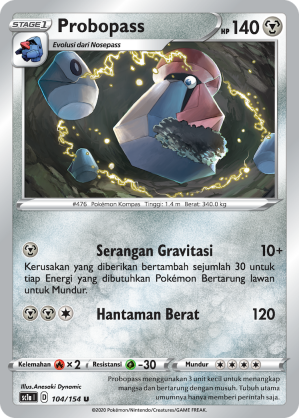 STAGE 1
Probopass
HP 140
Evolusi dari Nosepass
#476 Pokémon Kompas Tinggi: 1.4 m Berat: 340.0 kg
Serangan Gravitasi 10+
Kerusakan yang diberikan bertambah sejumlah 30 untuk
tiap Energy yang dibutuhkan Pokémon Bertarung lawan
untuk Mundur.
Hantaman Berat 120
Kelemahan ×2 Resistansi -30 Mundur
Illus. Anesaki Dynamic
sc1a I D 104/154 U
Probopass menggunakan 3 unit kecil untuk menangkap
mangsa dan bertarung dengan musuh. Tubuh utama
umumnya hanya memberi perintah saja.
©2020 Pokémon/Nintendo/Creatures/GAME FREAK.